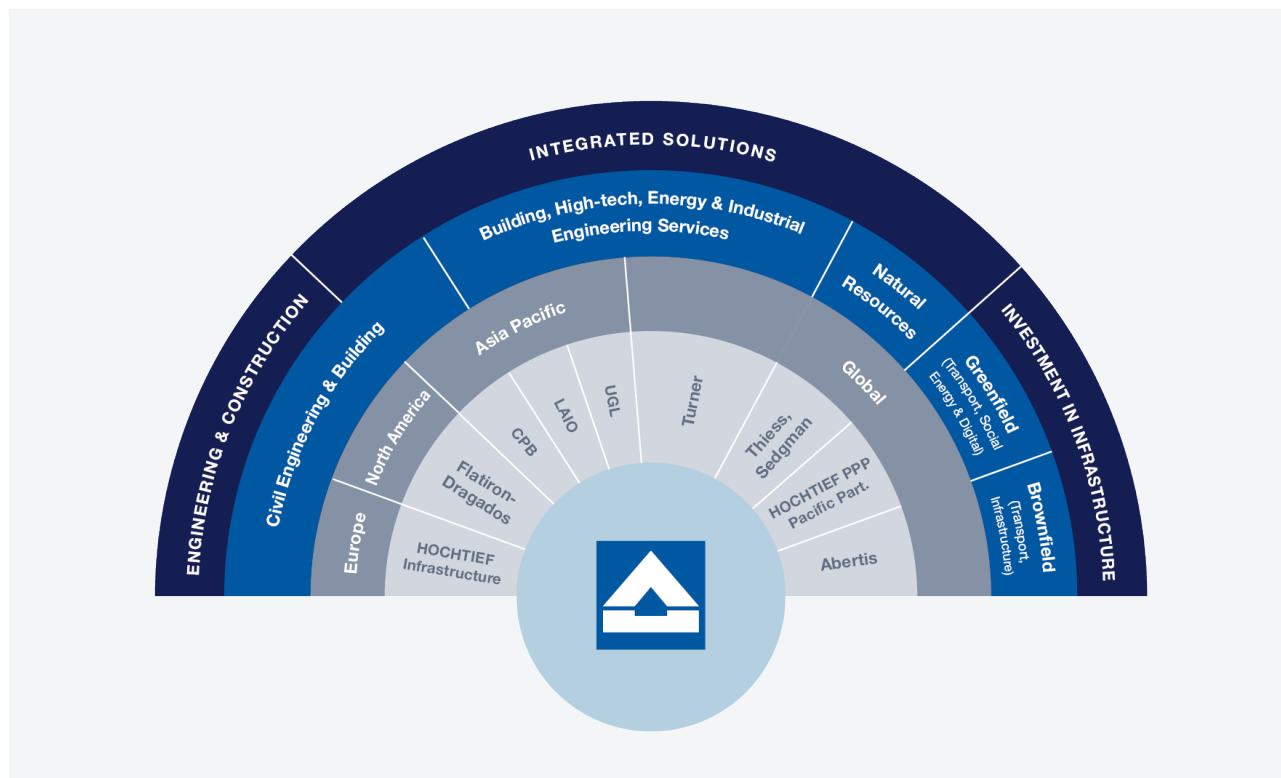 INTEGRATED SOLUTIONS
ENGINEERING & CONSTRUCTION
INVESTMENT IN INFRASTRUCTURE
Civil Engineering & Building
Building, High-tech, Energy & Industrial
Engineering Services
Natural
Resources
Greenfield
(Transport, Social
Energy & Digital)
Brownfield
(Transport,
Infrastructure)
Europe
North America
Asia Pacific
Global
HOCHTIEF
Infrastructure
Flatiron-
Dragados
CPB
LAIO
UGL
Turner
Thiess,
Sedgman
HOCHTIEF PPP
Pacific Part.
Abertis